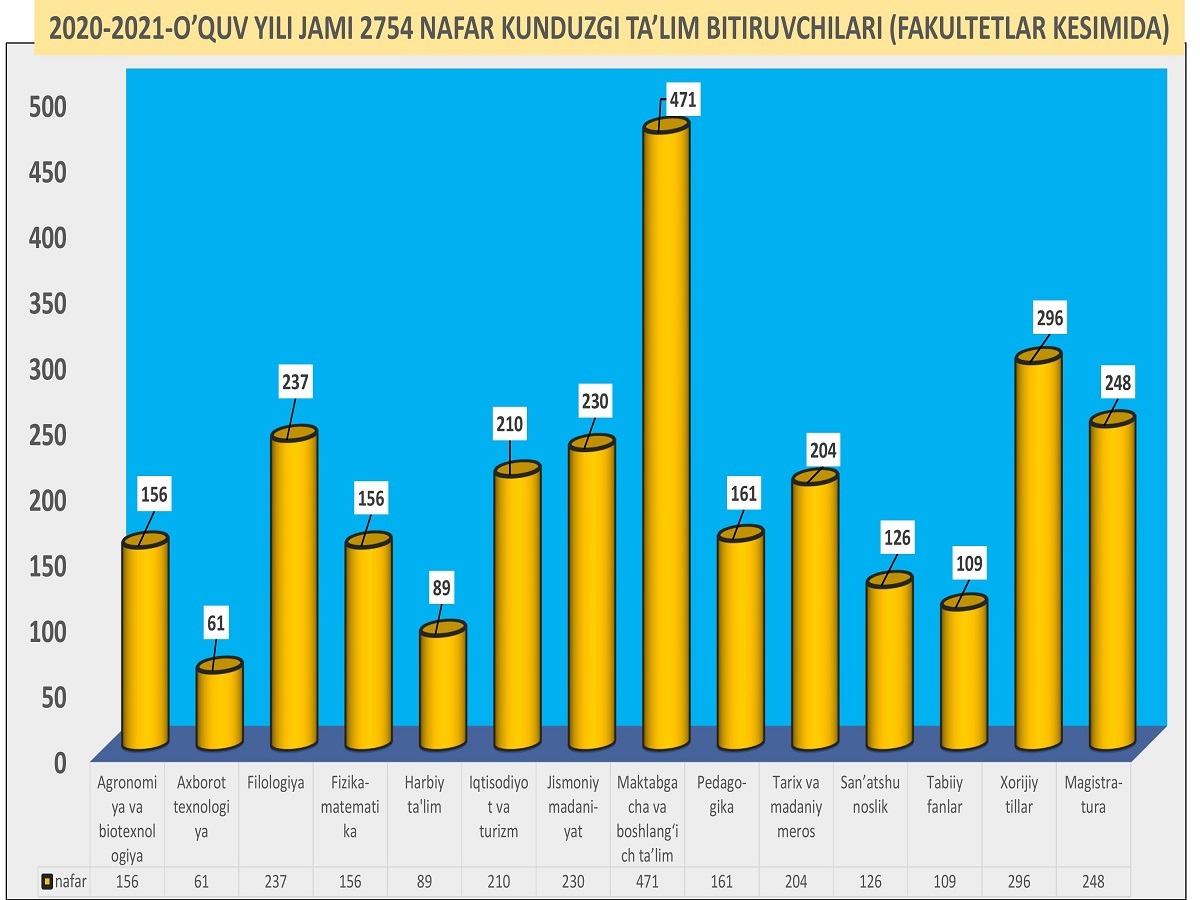 2020-2021-O’QUV YILI JAMI 2754 NAFAR KUNDUZGI TA’LIM BITIRUVCHILARI (FAKULTETLAR KESIMIDA)
500
450
400
350
300
250
200
150
100
50
0
156
61
237
156
89
210
230
471
161
204
126
109
296
248
Agronomi
ya va
biotexnol
ogiya
Axborot
texnologi
ya
Filologiya
Fizika-
matemati
ka
Harbiy
ta'lim
Iqtisodiyo
t va
turizm
Jismoniy
madani-
yat
Maktabga
cha va
boshlang‘i
ch ta’lim
Pedago-
gika
Tarix va
madaniy
meros
San’atshu
noslik
Tabiiy
fanlar
Xorijiy
tillar
Magistra-
tura
nafar 156 61 237 156 89 210 230 471 161 204 126 109 296 248